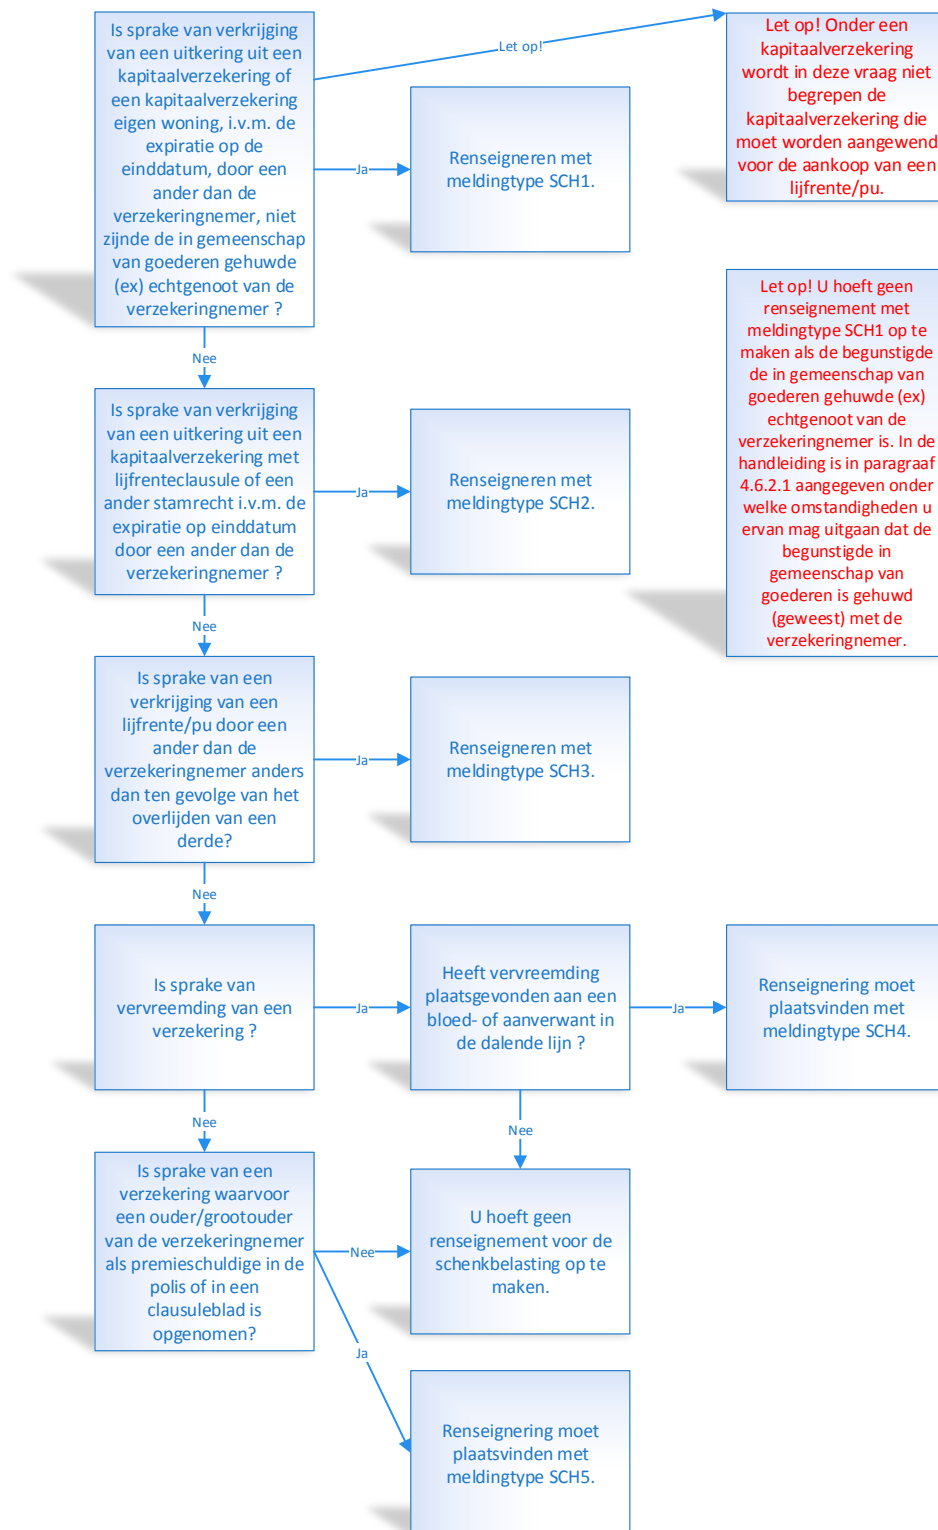 Is sprake van verkrijging
van een uitkering uit een
kapitaalverzekering of
een kapitaalverzekering
eigen woning, i.v.m. de
expiratie op de
einddatum, door een
ander dan de
verzekeringnemer, niet
zijnde de in gemeenschap
van goederen gehuwde
(ex) echtgenoot van de
verzekeringnemer ?
Let op!
Let op! Onder een
kapitaalverzekering
wordt in deze vraag niet
begrepen de
kapitaalverzekering die
moet worden aangewend
voor de aankoop van een
lijfrente/pu.
Ja
Renseigneren met
meldingtype SCH1.
Let op! U hoeft geen
renseignement met
meldingtype SCH1 op te
maken als de begunstigde
de in gemeenschap van
goederen gehuwde (ex)
echtgenoot van de
verzekeringnemer is. In de
handleiding is in paragraaf
4.6.2.1 aangegeven onder
welke omstandigheden u
ervan mag uitgaan dat de
begunstigde in
gemeenschap van
goederen is gehuwd
(geweest) met de
verzekeringnemer.
Nee
Is sprake van verkrijging
van een uitkering uit een
kapitaalverzekering met
lijfrenteclausule of een
ander stamrecht i.v.m. de
expiratie op einddatum
door een ander dan de
verzekeringnemer ?
Ja
Renseigneren met
meldingtype SCH2.
Nee
Is sprake van een
verkrijging van een
lijfrente/pu door een
ander dan de
verzekeringnemer anders
dan ten gevolge van het
overlijden van een
derde?
Ja
Renseigneren met
meldingtype SCH3.
Nee
Is sprake van
vervreemding van een
verzekering ?
Ja
Heeft vervreemding
plaatsgevonden aan een
bloed- of aanverwant in
de dalende lijn ?
Ja
Renseignering moet
plaatsvinden met
meldingtype SCH4.
Nee
Nee
Is sprake van een
verzekering waarvoor
een ouder/grootouder
van de verzekeringnemer
als premieschuldige in de
polis of in een
clausuleblad is
opgenomen?
Nee
U hoeft geen
renseignement voor de
schenkbelasting op te
maken.
Ja
Renseignering moet
plaatsvinden met
meldingtype SCH5.